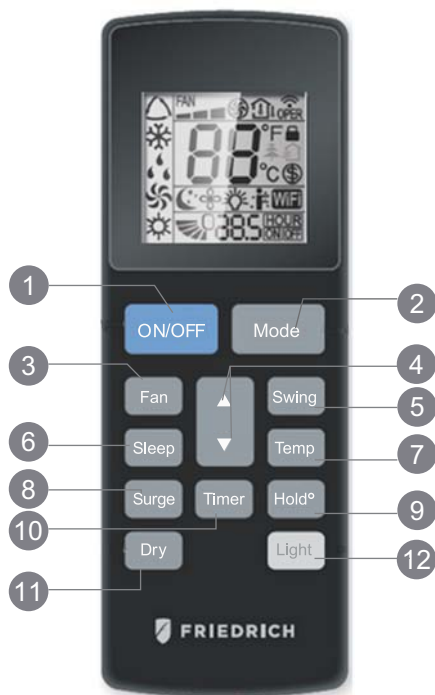 FAN
OPER
88 °F
°C
WiFi
88.5 HOUR
ON OFF
1
2
ON/OFF
Mode
3
4
Fan
Swing
5
6
Sleep
Temp
7
8
Surge
Timer
Hold°
9
10
Dry
Light
11
12
FRIEDRICH